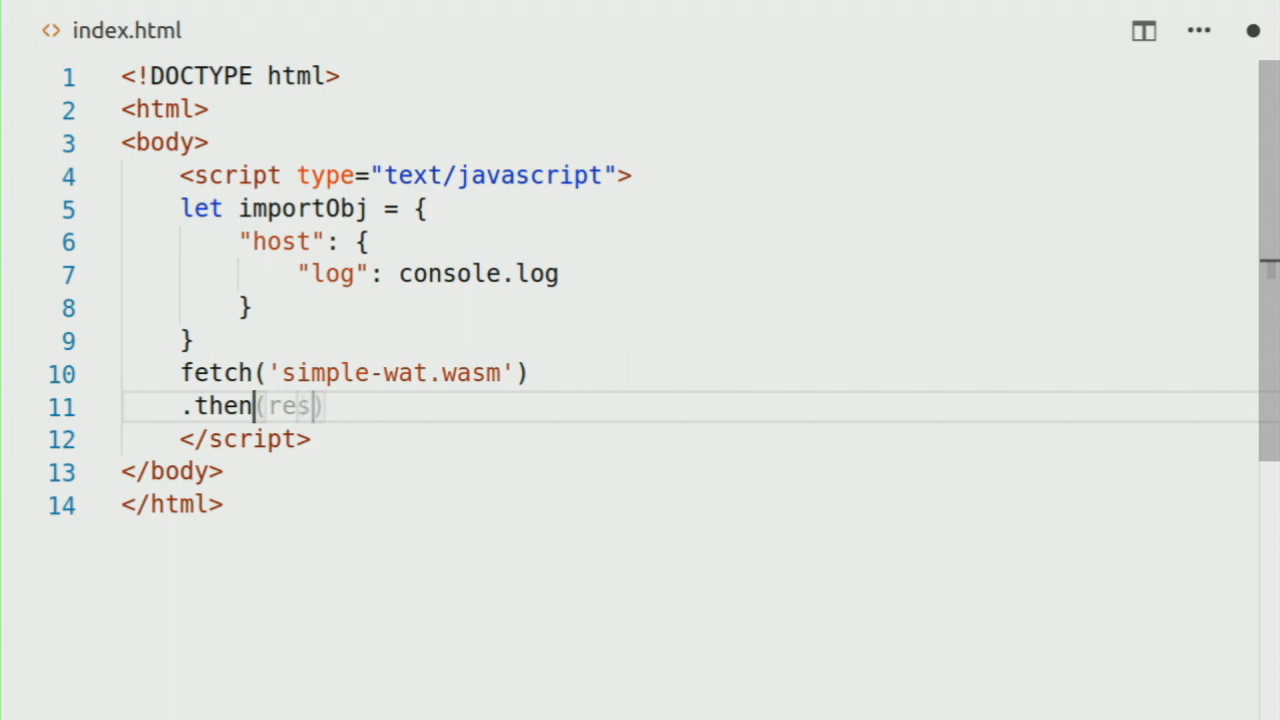 index.html
1 <!DOCTYPE html>
2 <html>
3 <body>
4 <script type="text/javascript">
5 let importObj = {
6 "host": {
7 "log": console.log
8 }
9 }
10 fetch('simple-wat.wasm')
11 .then(res)
12 </script>
13 </body>
14 </html>